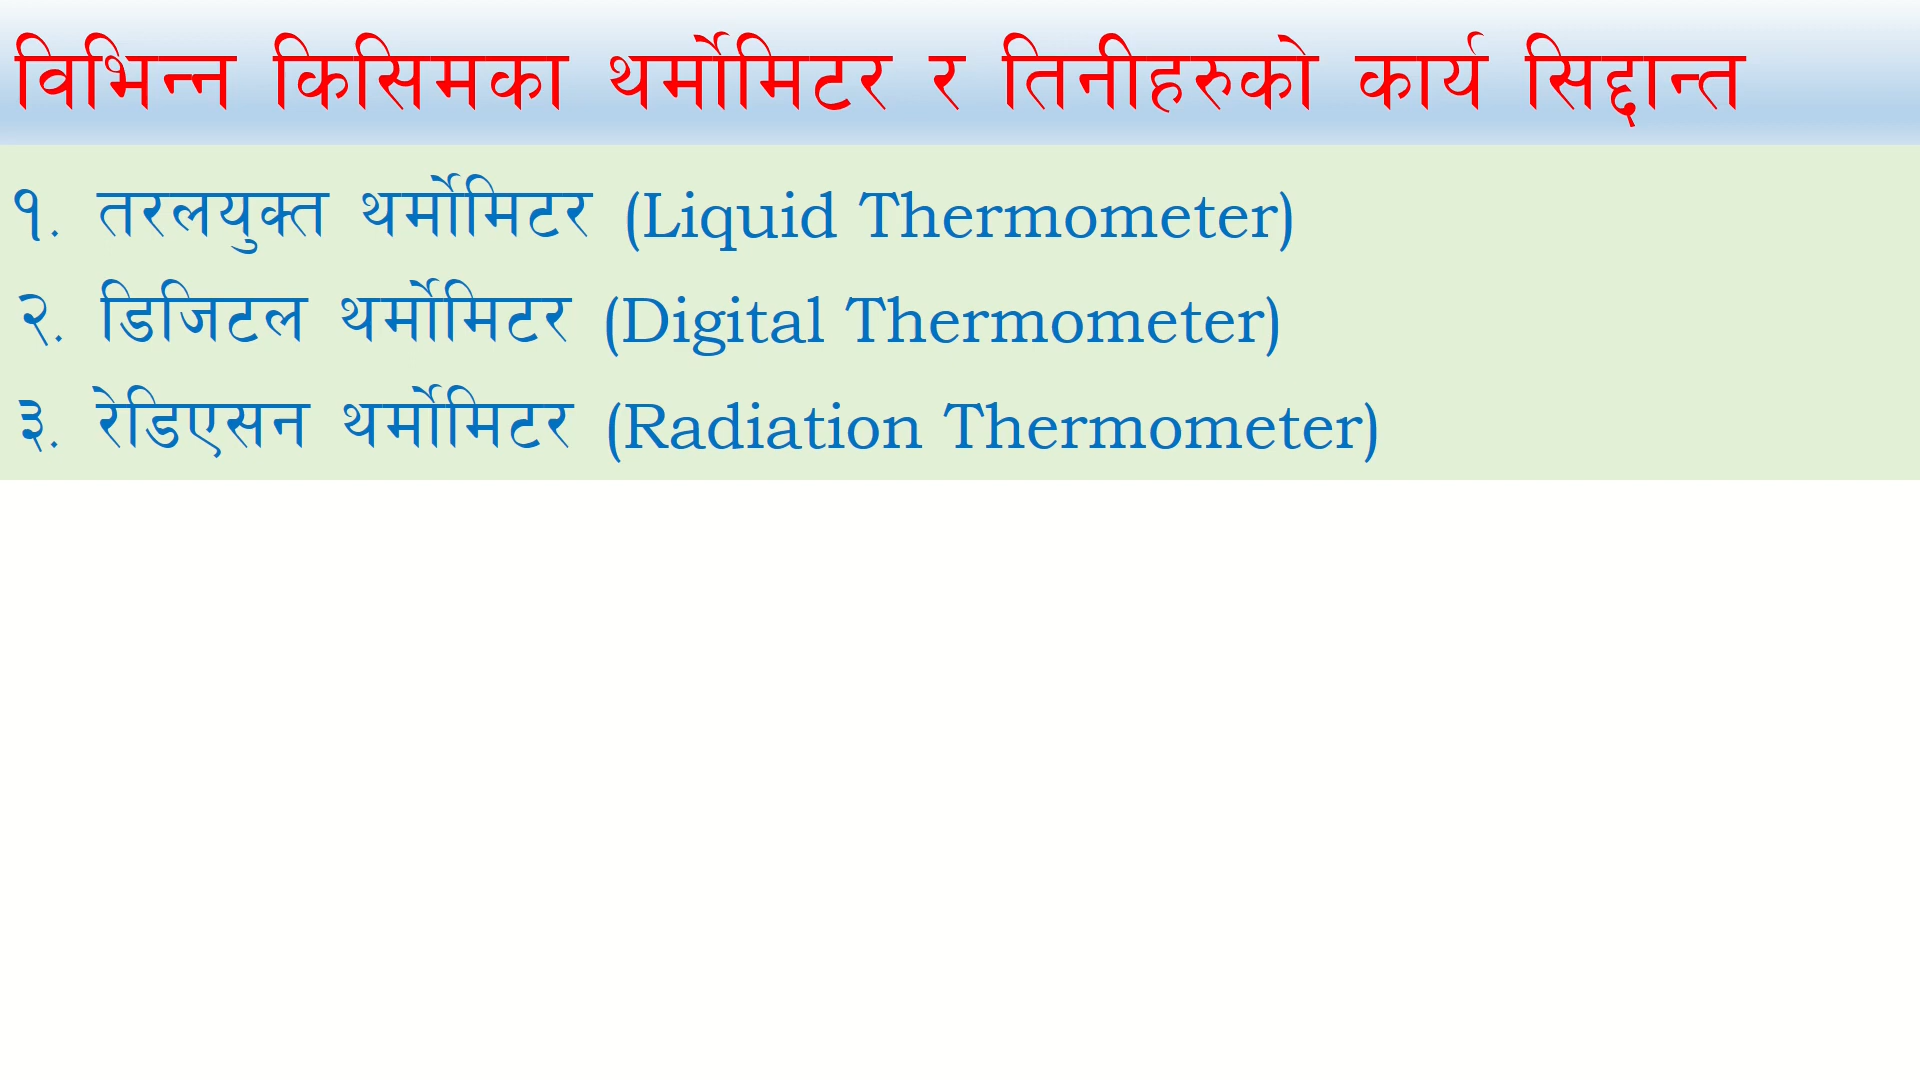 विभिन्न किसिमका थर्मोमिटर र तिनीहरुको कार्य सिद्दान्त
१. तरलयुक्त थर्मोमिटर (Liquid Thermometer)
२. डिजिटल थर्मोमिटर (Digital Thermometer)
३. रेडिएसन थर्मोमिटर (Radiation Thermometer)